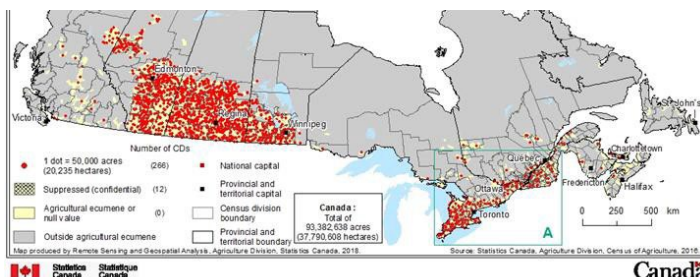 Edmonton
St. John's
Victoria
Regina
Winnipeg
Charlottetown
Québec
Fredericton
Halifax
Ottawa
Toronto
A
Number of CDs
1 dot = 50,000 acres
(20,235 hectares)
(266)
Suppressed (confidential)
(12)
Agricultural ecumene or
null value
(0)
Outside agricultural ecumene
National capital
Provincial and
territorial capital
Census division
boundary
Provincial and
territorial boundary
Canada :
Total of
93,382,638 acres
(37,790,608 hectares)
0 250 500 km
Map produced by Remote Sensing and Geospatial Analysis, Agriculture Division, Statistics Canada, 2018.
Source: Statistics Canada, Agriculture Division, Census of Agriculture, 2016
Statistics Canada
Statistique Canada
Canada